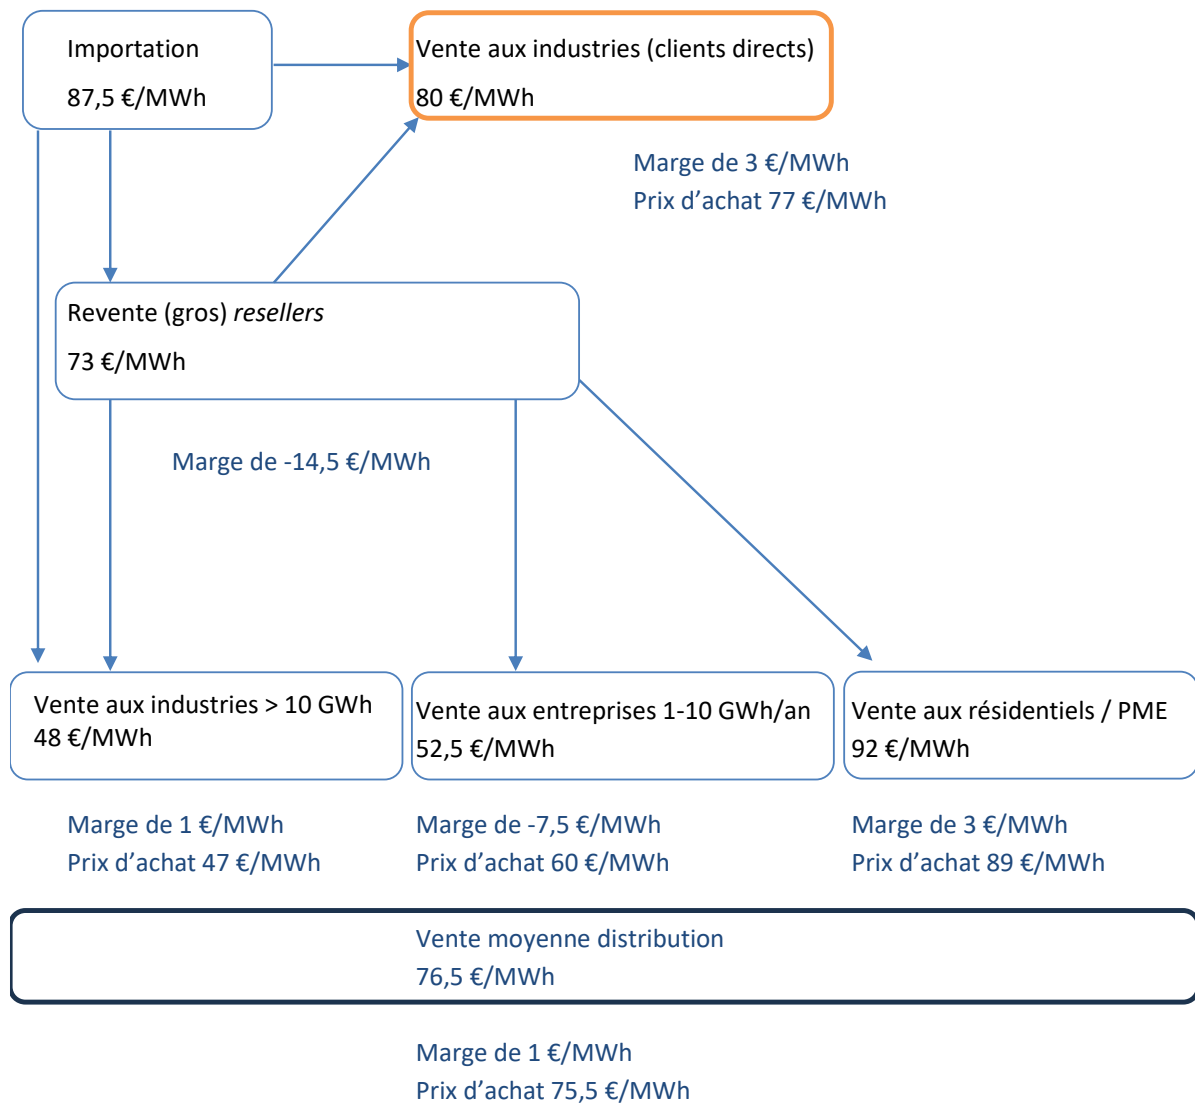 Importation
87,5 €/MWh
Vente aux industries (clients directs)
80 €/MWh
Marge de 3 €/MWh
Prix d’achat 77 €/MWh
Revente (gros) resellers
73 €/MWh
Marge de -14,5 €/MWh
Vente aux industries > 10 GWh
48 €/MWh
Vente aux entreprises 1-10 GWh/an
52,5 €/MWh
Vente aux résidentiels / PME
92 €/MWh
Marge de 1 €/MWh
Prix d’achat 47 €/MWh
Marge de -7,5 €/MWh
Prix d’achat 60 €/MWh
Marge de 3 €/MWh
Prix d’achat 89 €/MWh
Vente moyenne distribution
76,5 €/MWh
Marge de 1 €/MWh
Prix d’achat 75,5 €/MWh